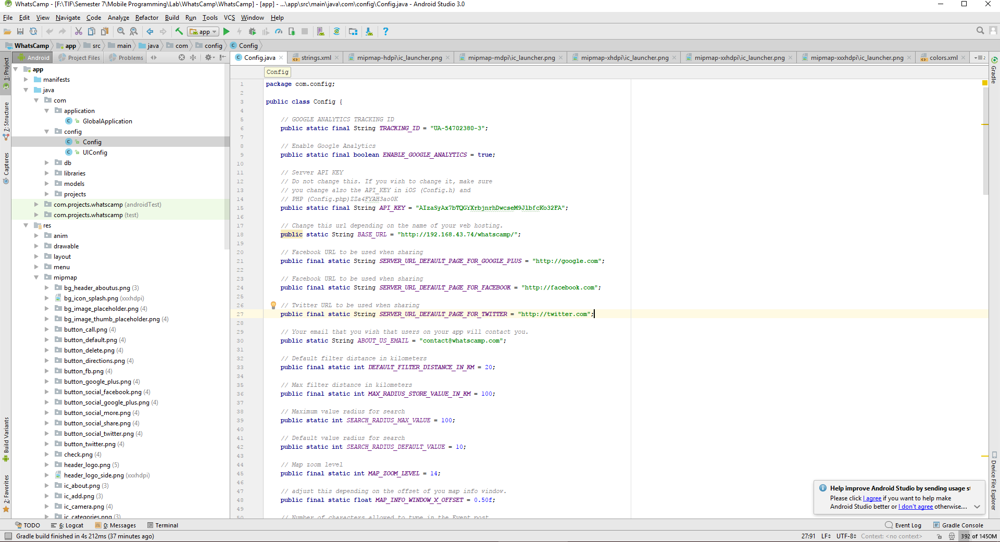 WhatsCamp - [F:\TIF\Semester 7\Mobile Programming\Lab\WhatsCamp\WhatsCamp] - [app] - ...\app\src\main\java\com\config\Config.java - Android Studio 3.0
File Edit View Navigate Code Analyze Refactor Build Run Tools VCS Window Help
app
WhatsCamp app src main java com config Config
Android Project Files Problems
Config.java strings.xml mipmap-hdpi\ic_launcher.png mipmap-mdpi\ic_launcher.png mipmap-xhdpi\ic_launcher.png mipmap-xxhdpi\ic_launcher.png mipmap-xxxhdpi\ic_launcher.png colors.xml 2
1: Project
7: Structure
Captures
Build Variants
2: Favorites
app
manifests
java
com
application
GlobalApplication
config
Config
UIConfig
db
libraries
models
projects
com.projects.whatscamp (androidTest)
com.projects.whatscamp (test)
res
anim
drawable
layout
menu
mipmap
bg_header_aboutus.png (3)
bg_icon_splash.png (xxxhdpi)
bg_image_placeholder.png (4)
bg_image_thumb_placeholder.png (4)
button_call.png (4)
button_default.png (4)
button_delete.png (4)
button_directions.png (4)
button_fb.png (4)
button_google_plus.png (4)
button_social_facebook.png (4)
button_social_google_plus.png (4)
button_social_more.png (4)
button_social_share.png (4)
button_social_twitter.png (4)
button_twitter.png (4)
check.png (4)
header_logo.png (5)
header_logo_side.png (xxxhdpi)
ic_about.png (3)
ic_add.png (3)
ic_camera.png (4)
ic_categories.png (3)
Config
1 package com.config;
2
3 public class Config {
4
5 // GOOGLE ANALYTICS TRACKING ID
6 public static final String TRACKING_ID = "UA-54702380-3";
7
8 // Enable Google Analytics
9 public static final boolean ENABLE_GOOGLE_ANALYTICS = true;
10
11 // Server API KEY
12 // Do not change this. If you wish to change it, make sure
13 // you change also the API_KEY in iOS (Config.h) and
14 // PHP (Config.php)ZZa4FYAH3ao0K
15 public static final String API_KEY = "AIzaSyAx7bTQGYXrbjnrhDwcseM9JlbfcKo32FA";
16
17 // Change this url depending on the name of your web hosting.
18 public static String BASE_URL = "http://192.168.43.74/whatscamp/";
19
20 // Facebook URL to be used when sharing
21 public final static String SERVER_URL_DEFAULT_PAGE_FOR_GOOGLE_PLUS = "http://google.com";
22
23 // Facebook URL to be used when sharing
24 public final static String SERVER_URL_DEFAULT_PAGE_FOR_FACEBOOK = "http://facebook.com";
25
26 // Twitter URL to be used when sharing
27 public final static String SERVER_URL_DEFAULT_PAGE_FOR_TWITTER = "http://twitter.com";
28
29 // Your email that you wish that users on your app will contact you.
30 public static String ABOUT_US_EMAIL = "contact@whatscamp.com";
31
32 // Default filter distance in kilometers
33 public final static int DEFAULT_FILTER_DISTANCE_IN_KM = 20;
34
35 // Max filter distance in kilometers
36 public final static int MAX_RADIUS_STORE_VALUE_IN_KM = 100;
37
38 // Maximum value radius for search
39 public static int SEARCH_RADIUS_MAX_VALUE = 100;
40
41 // Default value radius for search
42 public static int SEARCH_RADIUS_DEFAULT_VALUE = 10;
43
44 // Map zoom level
45 public final static int MAP_ZOOM_LEVEL = 14;
46
47 // adjust this depending on the offset of you map info window.
48 public final static float MAP_INFO_WINDOW_X_OFFSET = 0.50f;
49
50 // Number of characters allowed to type in the Event post
Gradle
Device File Explorer
Help improve Android Studio by sending usage st
Please click I agree if you want to help make
Android Studio better or I don't agree otherwise....
TODO 6: Logcat 0: Messages Terminal Event Log Gradle Console
Gradle build finished in 4s 212ms (37 minutes ago) 27:91 LF UTF-8 Context: <no context> 392 of 1450M